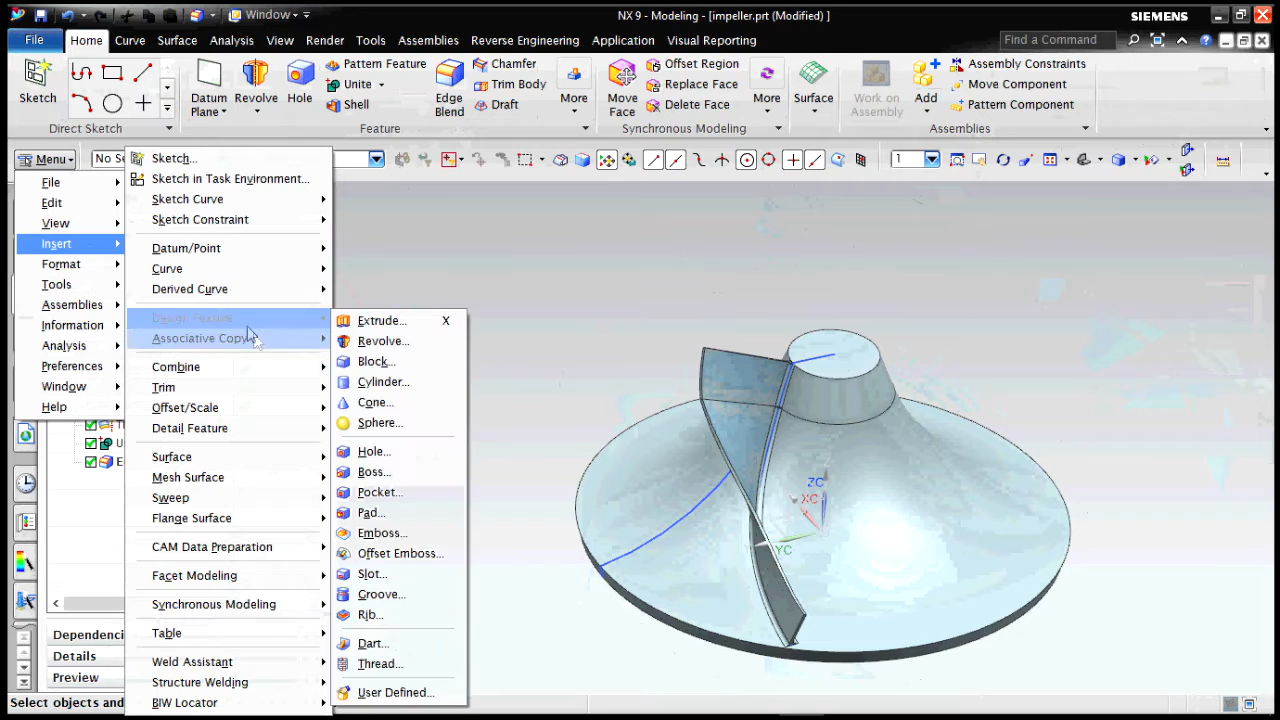 Window
NX 9 - Modeling - [impeller.prt (Modified) ]
SIEMENS
File Home Curve Surface Analysis View Render Tools Assemblies Reverse Engineering Application Visual Reporting
Find a Command
Sketch
Direct Sketch
Datum Plane
Revolve
Hole
Pattern Feature
Unite
Shell
Edge Blend
Chamfer
Trim Body
Draft
More
Feature
Move Face
Offset Region
Replace Face
Delete Face
More
Synchronous Modeling
Surface
Work on Assembly
Add
Assembly Constraints
Move Component
Pattern Component
Assemblies
Menu
No Se
1
File
Edit
View
Insert
Format
Tools
Assemblies
Information
Analysis
Preferences
Window
Help
Sketch...
Sketch in Task Environment...
Sketch Curve
Sketch Constraint
Datum/Point
Curve
Derived Curve
Design Feature
Associative Copy
Combine
Trim
Offset/Scale
Detail Feature
Surface
Mesh Surface
Sweep
Flange Surface
CAM Data Preparation
Facet Modeling
Synchronous Modeling
Table
Weld Assistant
Structure Welding
BIW Locator
Extrude... X
Revolve...
Block...
Cylinder...
Cone...
Sphere...
Hole...
Boss...
Pocket...
Pad...
Emboss...
Offset Emboss...
Slot...
Groove...
Rib...
Dart...
Thread...
User Defined...
ZC
XC
YC
Dependenci
Details
Preview
Select objects and